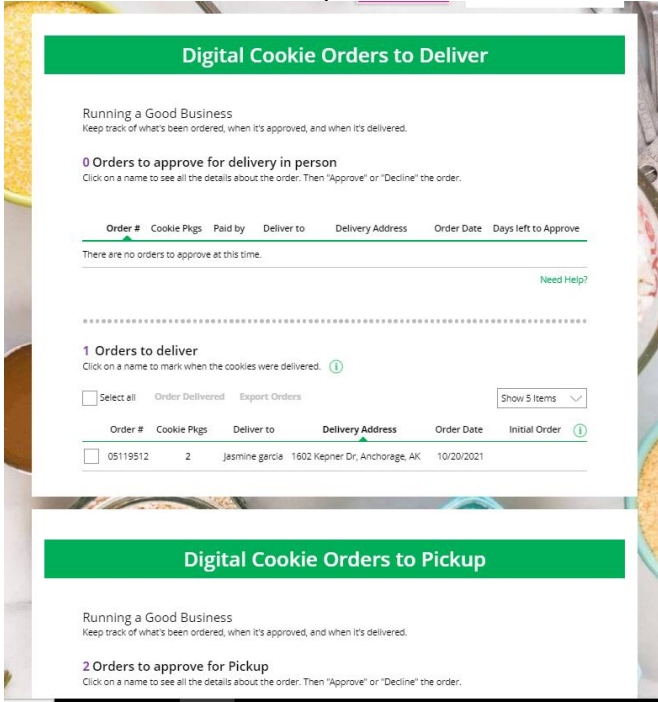 Digital Cookie Orders to Deliver
Running a Good Business
Keep track of what's been ordered, when it's approved, and when it's delivered.
0 Orders to approve for delivery in person
Click on a name to see all the details about the order. Then "Approve" or "Decline" the order.
Order # Cookie Pkgs Paid by Deliver to Delivery Address Order Date Days left to Approve
There are no orders to approve at this time.
Need Help?
1 Orders to deliver
Click on a name to mark when the cookies were delivered. i
Select all Order Delivered Export Orders Show 5 Items
Order # Cookie Pkgs Deliver to Delivery Address Order Date Initial Order i
05119512 2 Jasmine garcia 1602 Kepner Dr, Anchorage, AK 10/20/2021
Digital Cookie Orders to Pickup
Running a Good Business
Keep track of what's been ordered, when it's approved, and when it's delivered.
2 Orders to approve for Pickup
Click on a name to see all the details about the order. Then "Approve" or "Decline" the order.